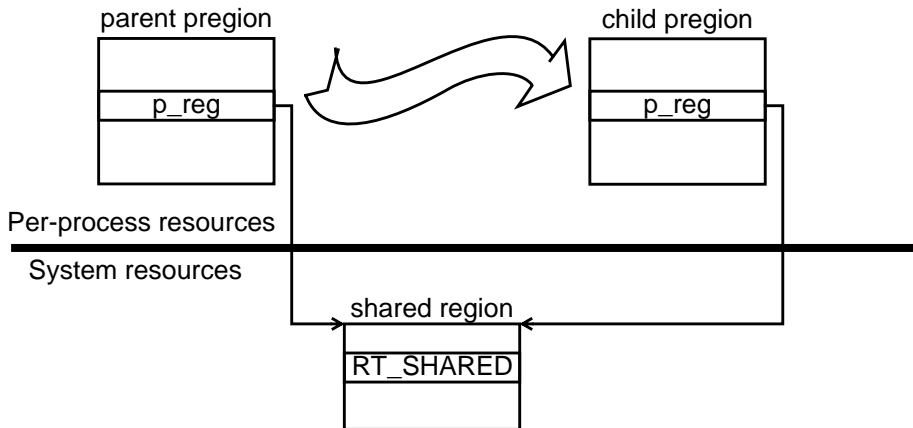 parent pregion
child pregion
p_reg
p_reg
Per-process resources
System resources
shared region
RT_SHARED